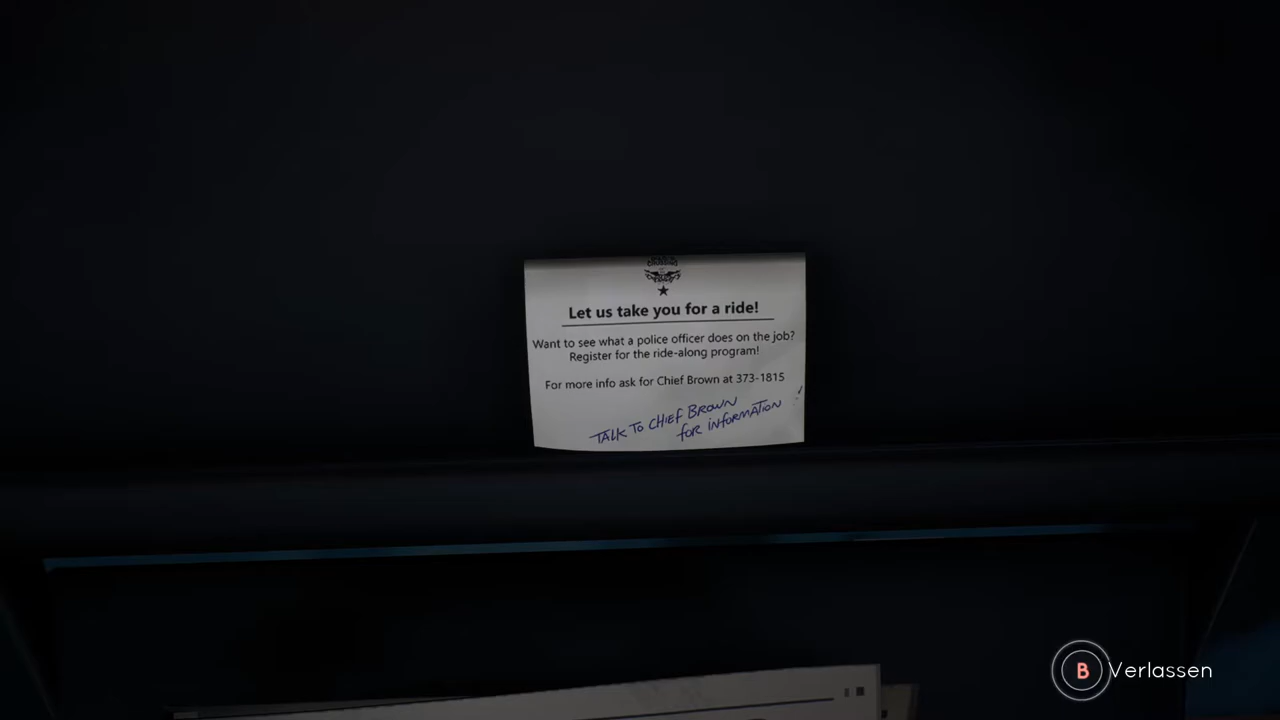 Let us take you for a ride!
Want to see what a police officer does on the job?
Register for the ride-along program!
For more info ask for Chief Brown at 373-1815
TALK TO CHIEF BROWN
FOR INFORMATION !
B Verlassen